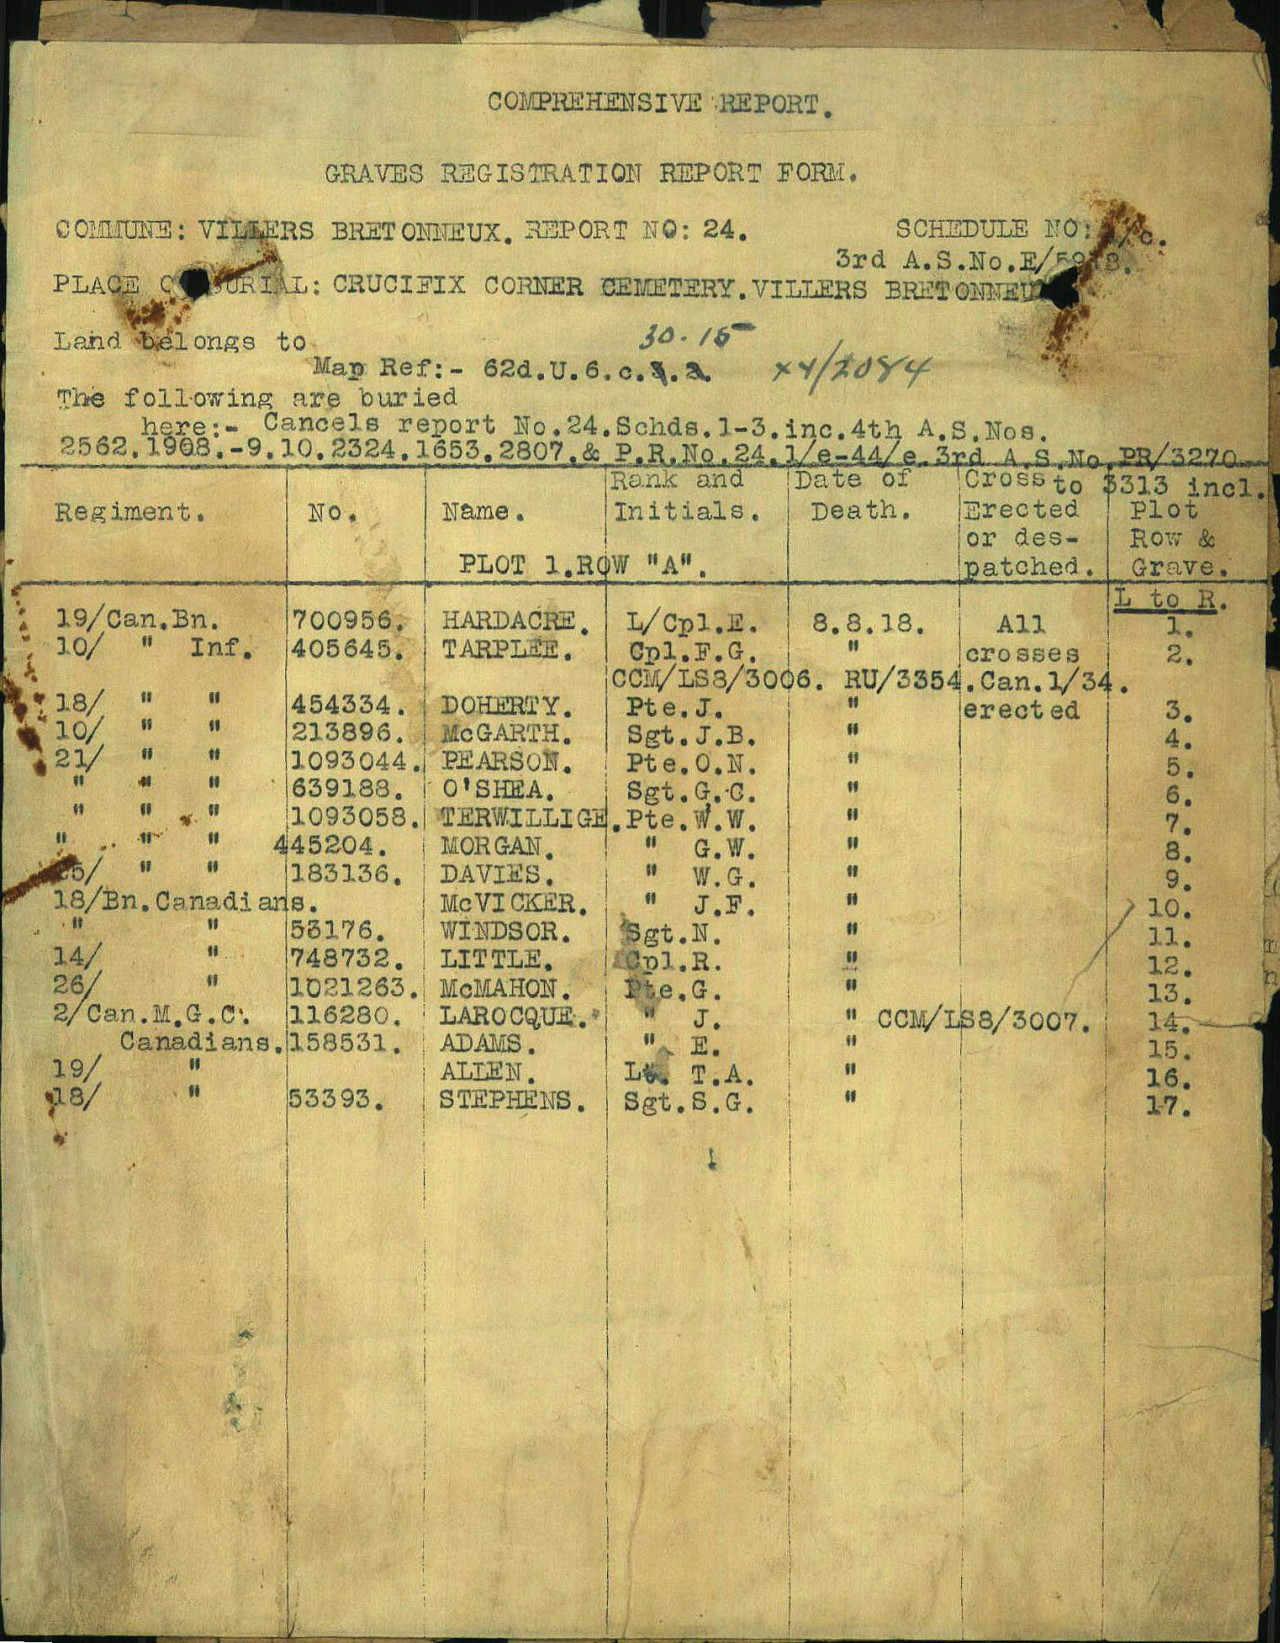 COMPREHENSIVE REPORT.
GRAVES REGISTRATION REPORT FORM.
COMMUNE: VILLERS BRETONNEUX. REPORT NO: 24. SCHEDULE NO:
3rd A.S.No.E/
PLACE BURIAL: CRUCIFIX CORNER CEMETERY. VILLERS BRETONNEU
30.15
Land belongs to
Map Ref:- 62d.U.6.c. xy/2084
The following are buried
here:- Cancels report No.24.Schds.1-3.inc.4th A.S.Nos.
2562.1908.-9.10.2324.1653.2807.& P.R.No.24.1/e-44/e.3rd A.S.No.PR/3270
to 3313 incl.
Regiment. No. Name. Rank and Initials. Date of Death. Cross Erected or des-patched. Plot Row & Grave.
PLOT 1.ROW "A".
L to R.
19/Can.Bn. 700956. HARDACRE. L/Cpl.E. 8.8.18. All 1.
10/ " Inf. 405645. TARPLEE. Cpl.F.G. " crosses 2.
CCM/LS8/3006. RU/3354.Can.1/34.
18/ " " 454334. DOHERTY. Pte.J. " erected 3.
10/ " " 213896. McGARTH. Sgt.J.B. " 4.
21/ " " 1093044. PEARSON. Pte.O.N. " 5.
" " " 639188. O'SHEA. Sgt.G.C. " 6.
" " " 1093058. TERWILLIGE. Pte.W.W. " 7.
" " " 445204. MORGAN. " G.W. " 8.
" " 183136. DAVIES. " W.G. " 9.
18/Bn.Canadians. McVICKER. " J.F. " 10.
" " 53176. WINDSOR. Sgt.N. " 11.
14/ " 748732. LITTLE. Cpl.R. " 12.
26/ " 1021263. McMAHON. Pte.G. " 13.
2/Can.M.G.C. 116280. LAROCQUE. " J. " CCM/LS8/3007. 14.
Canadians. 158531. ADAMS. " E. " 15.
19/ " ALLEN. Lt. T.A. " 16.
18/ " 53393. STEPHENS. Sgt.S.G. " 17.